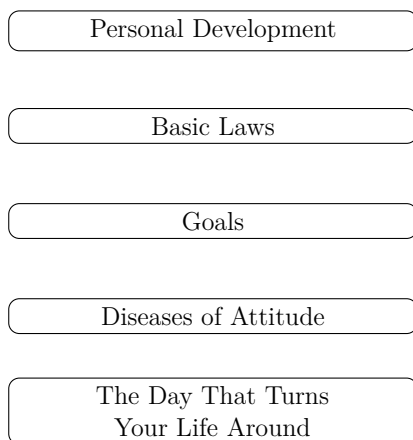 Personal Development
Basic Laws
Goals
Diseases of Attitude
The Day That Turns
Your Life Around